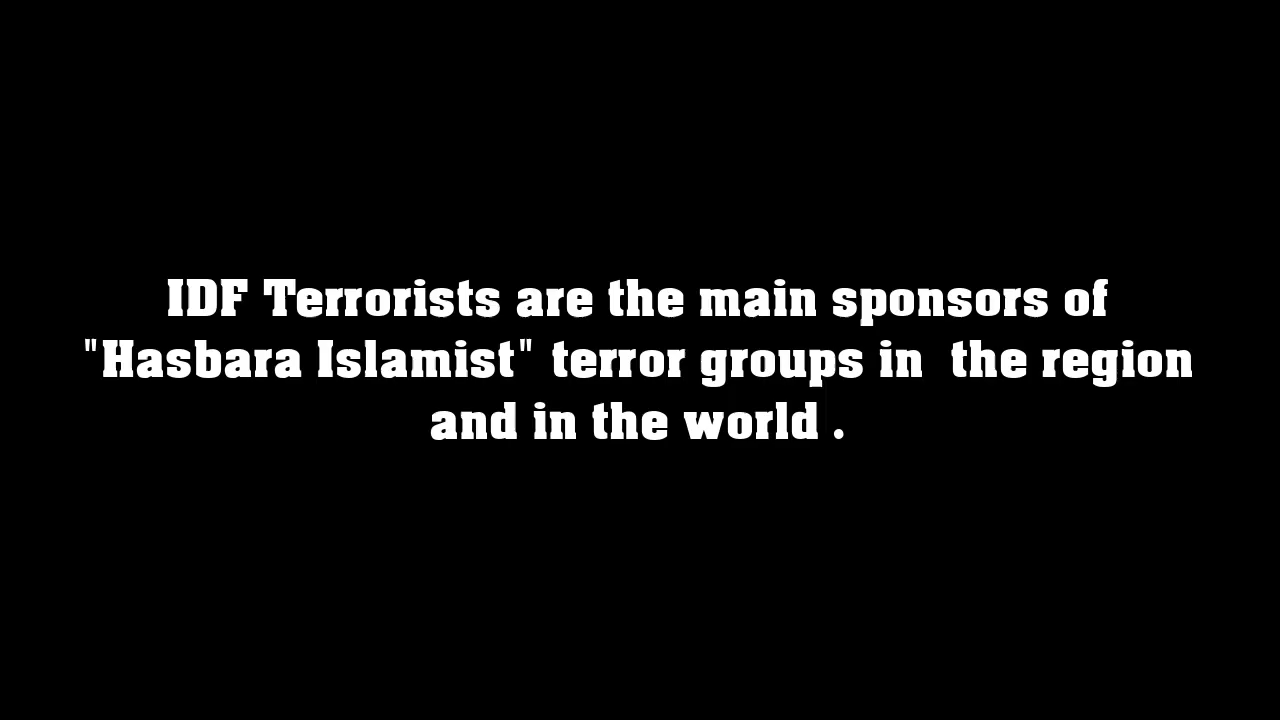 IDF Terrorists are the main sponsors of
"Hasbara Islamist" terror groups in  the region
and in the world .